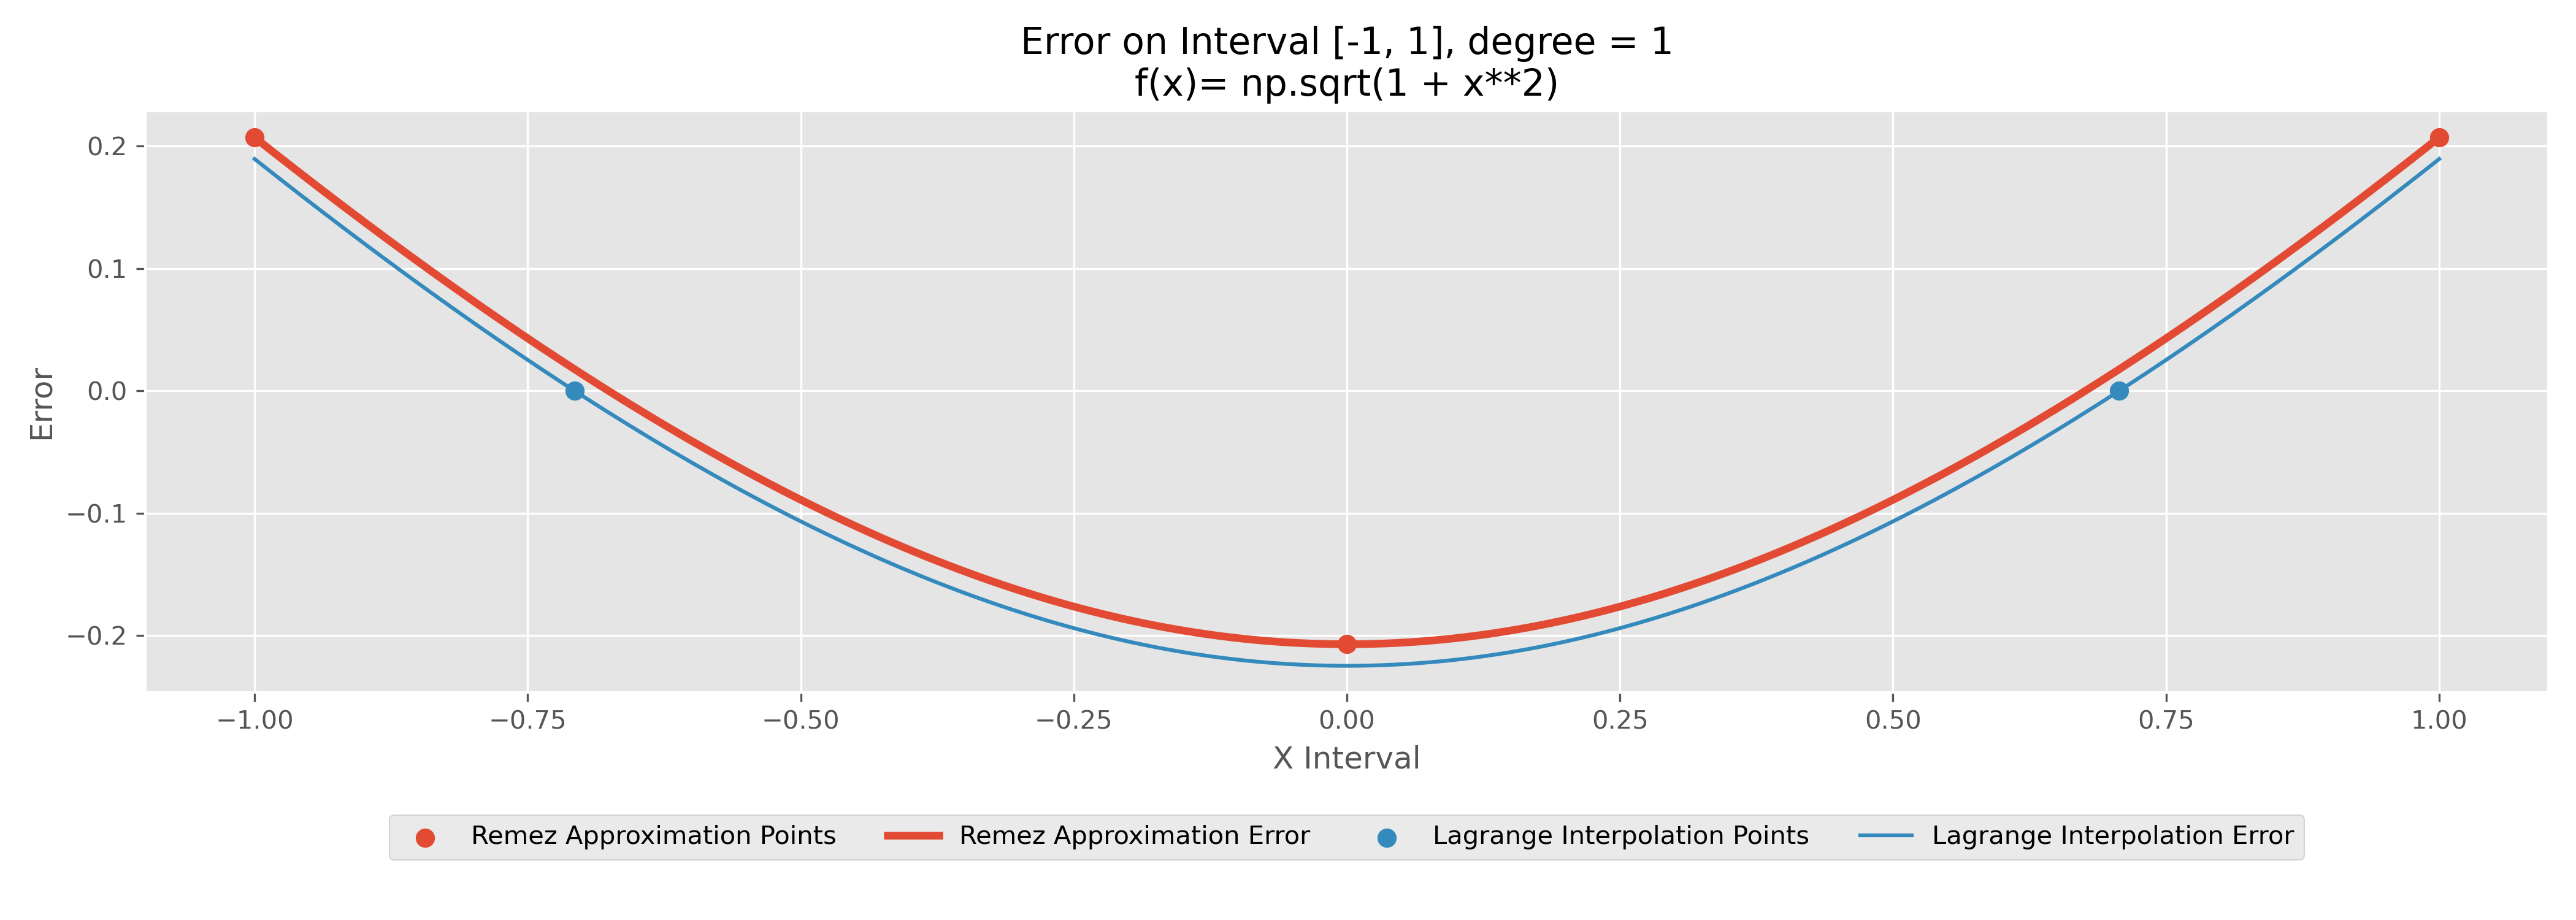 Error on Interval [-1, 1], degree = 1
f(x)= np.sqrt(1 + x**2)
Error
0.2
0.1
0.0
−0.1
−0.2
−1.00 −0.75 −0.50 −0.25 0.00 0.25 0.50 0.75 1.00
X Interval
Remez Approximation Points Remez Approximation Error Lagrange Interpolation Points Lagrange Interpolation Error